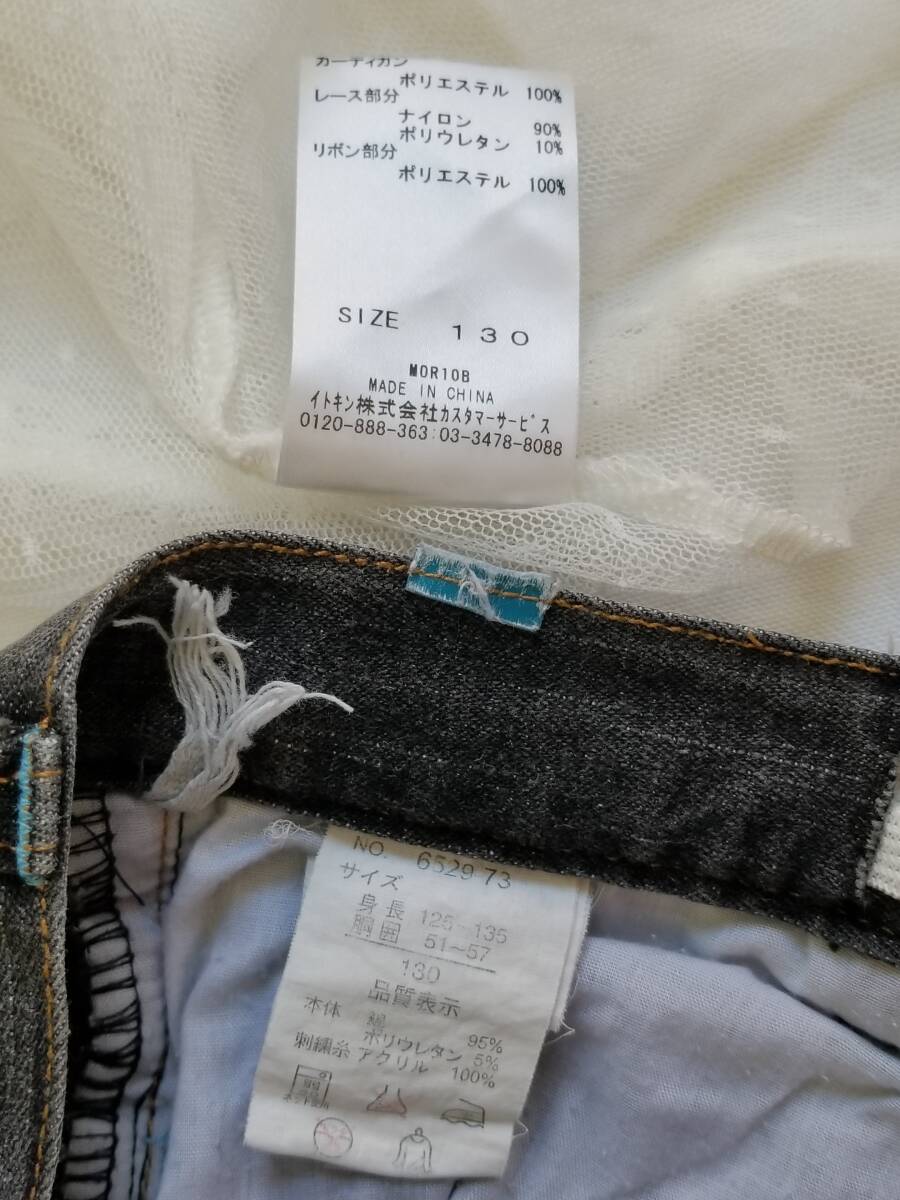 カーディガン
ポリエステル 100%
レース部分
ナイロン 90%
ポリウレタン 10%
リボン部分
ポリエステル 100%
SIZE 130
MOR10B
MADE IN CHINA
イトキン株式会社ｶｽﾀﾏｰｻｰﾋﾞｽ
0120-888-363:03-3478-8088
NO. 6529 73
サイズ
身長 125~135
胴囲 51~57
130
品質表示
本体 綿 95%
ポリウレタン 5%
刺繍糸 アクリル 100%
弱